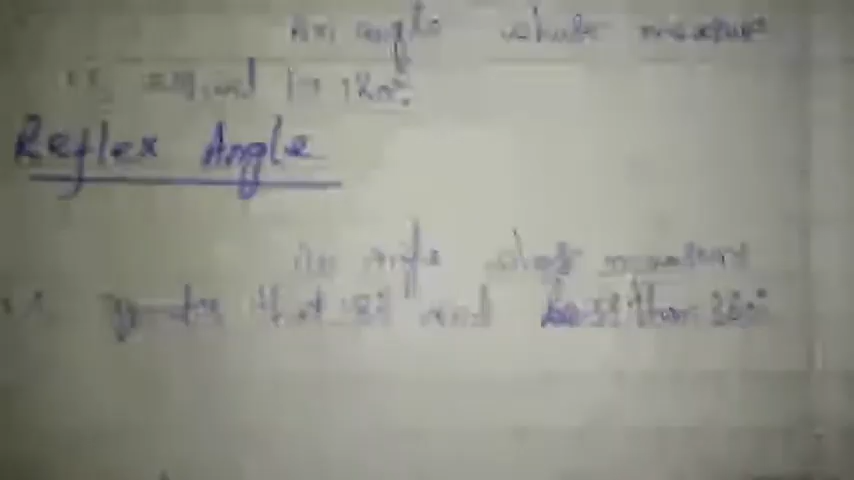 An angle whose measure
is equal to 180°.
Reflex Angle
An angle whose measure
is greater than 180° and less than 360°